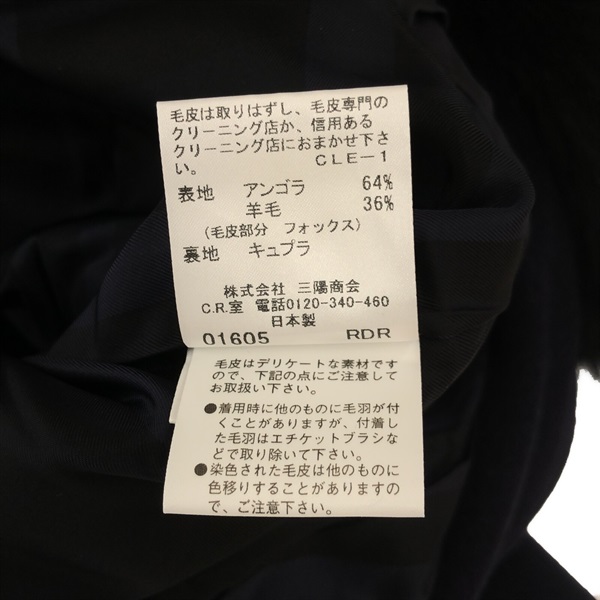 毛皮は取りはずし、毛皮専門の
クリーニング店か、信用ある
クリーニング店におまかせ下さ
い。 CLE-1
表地 アンゴラ 64%
羊毛 36%
(毛皮部分 フォックス)
裏地 キュプラ
株式会社 三陽商会
C.R.室 電話0120-340-460
日本製
01605 RDR
毛皮はデリケートな素材です
ので、下記の点にご注意して
お取扱い下さい。
●着用時に他のものに毛羽が付
くことがありますが、付着し
た毛羽はエチケットブラシな
どで取り除いて下さい。
●染色された毛皮は他のものに
色移りすることがありますの
で、ご注意下さい。